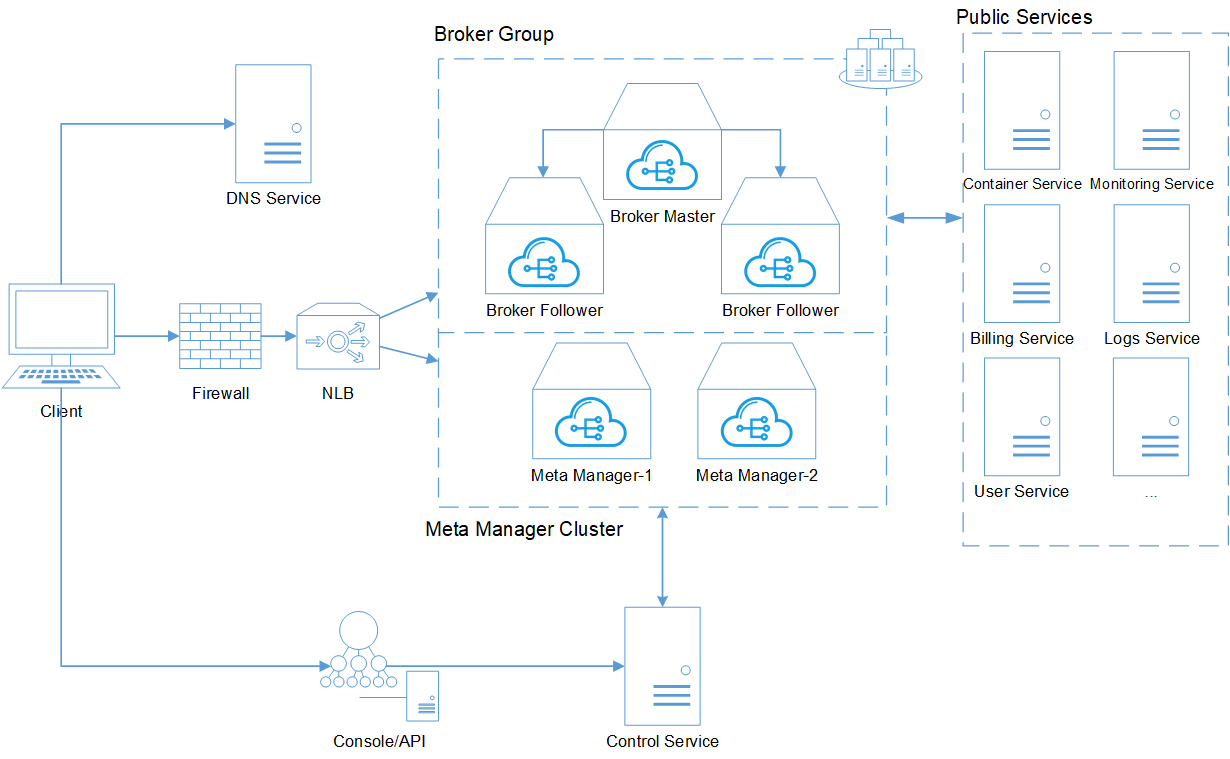 Public Services
Broker Group
Container Service
Monitoring Service
DNS Service
Broker Master
Broker Follower
Broker Follower
Billing Service
Logs Service
Client
Firewall
NLB
Meta Manager-1
Meta Manager-2
User Service
...
Meta Manager Cluster
Console/API
Control Service